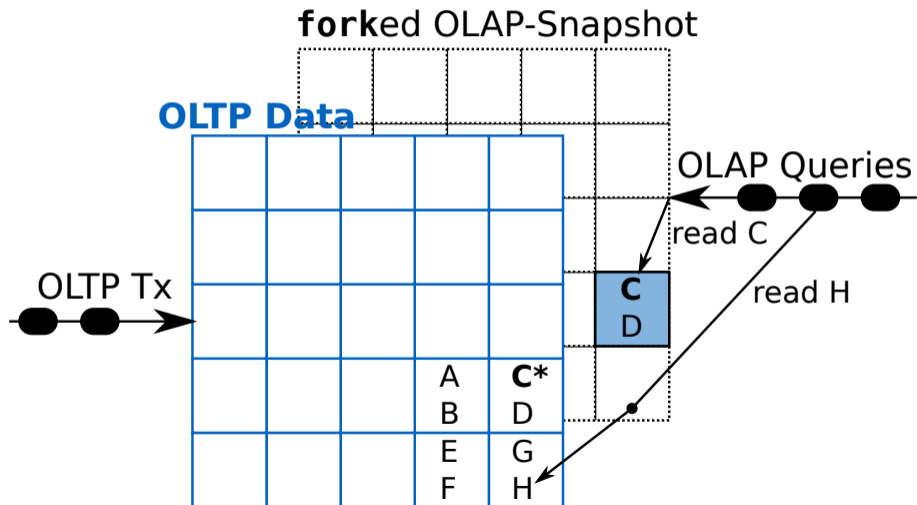 forked OLAP-Snapshot
OLTP Data
OLAP Queries
read C
OLTP Tx
C
D
read H
A
B
C*
D
E
F
G
H